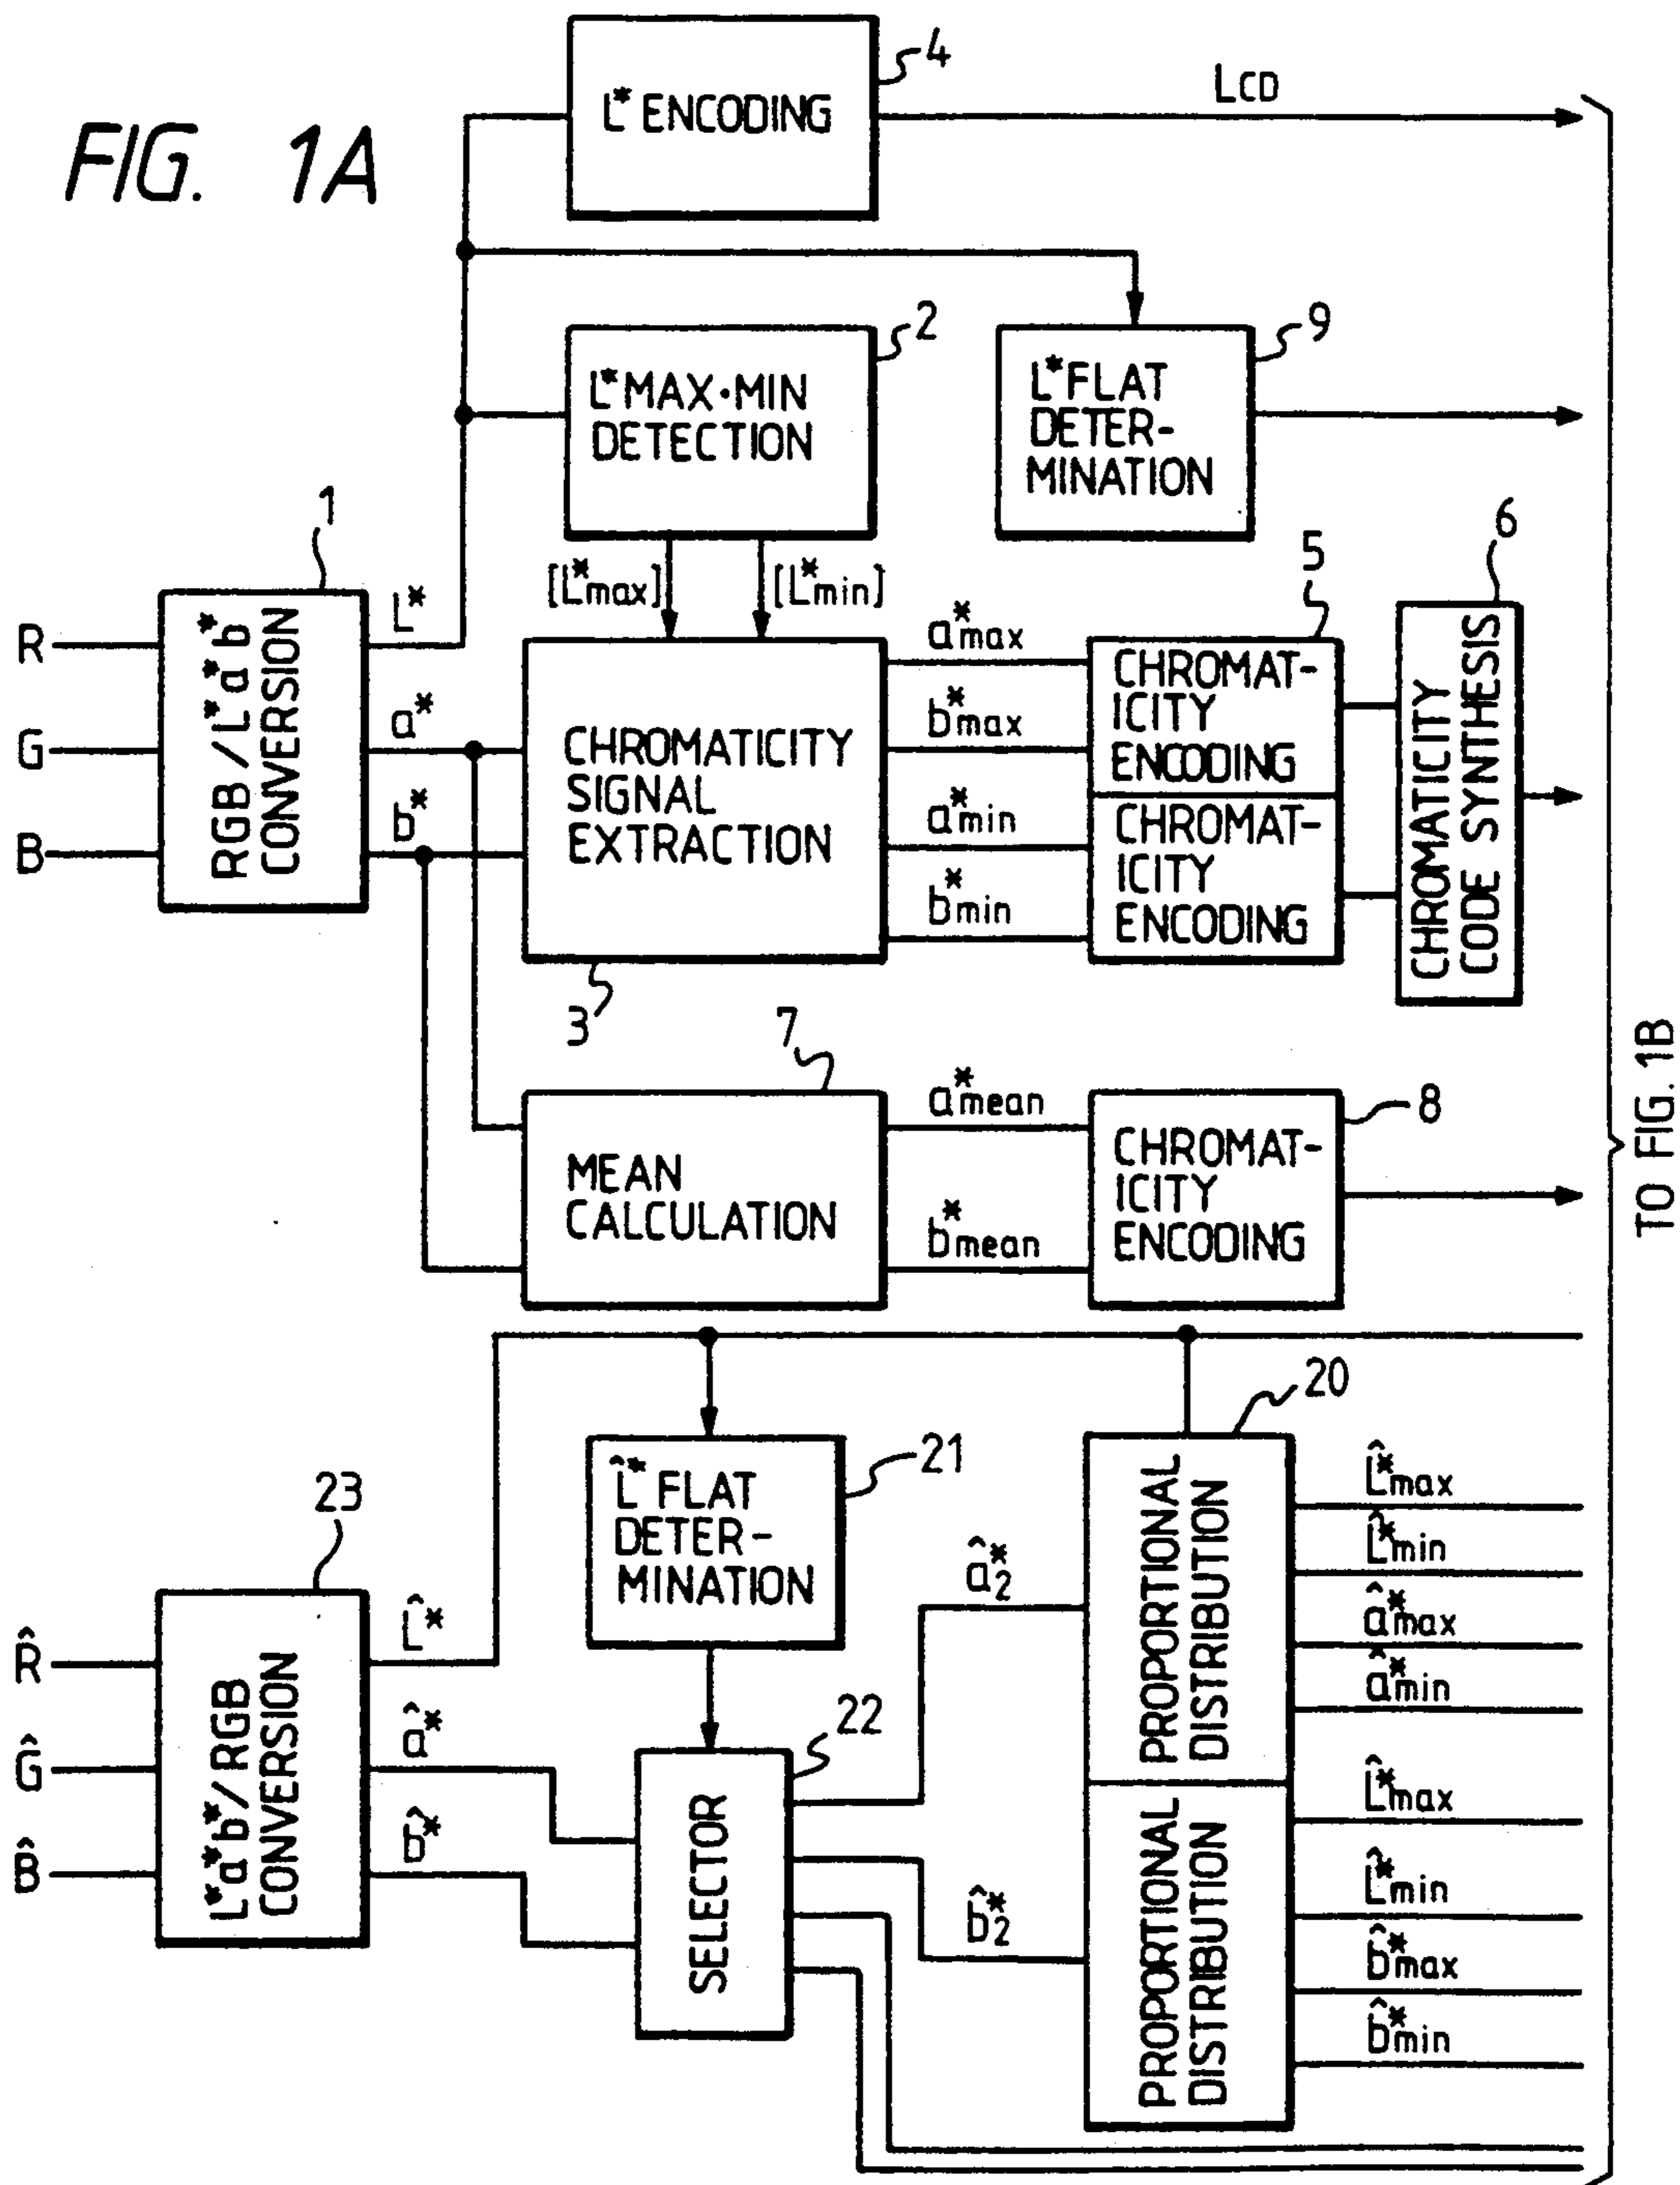 FIG. 1A
4
L* ENCODING
LCD
2
L* MAX·MIN
DETECTION
9
L* FLAT
DETER-
MINATION
[L*max]
[L*min]
1
RGB/L*a*b*
CONVERSION
R
G
B
L*
a*
b*
CHROMATICITY
SIGNAL
EXTRACTION
3
a*max
b*max
a*min
b*min
5
CHROMAT-
ICITY
ENCODING
CHROMAT-
ICITY
ENCODING
6
CHROMATICITY
CODE SYNTHESIS
7
MEAN
CALCULATION
a*mean
b*mean
8
CHROMAT-
ICITY
ENCODING
TO FIG. 1B
23
L*a*b*/RGB
CONVERSION
R̂
Ĝ
B̂
L̂*
â*
b̂*
21
L̂* FLAT
DETER-
MINATION
22
SELECTOR
â*2
b̂*2
20
PROPORTIONAL
DISTRIBUTION
PROPORTIONAL
DISTRIBUTION
L̂*max
L̂*min
â*max
â*min
L̂*max
L̂*min
b̂*max
b̂*min